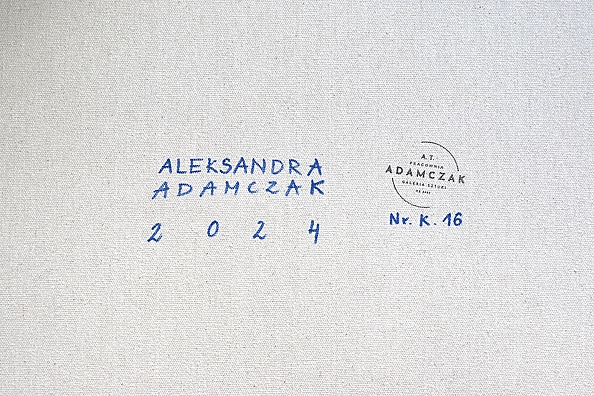 ALEKSANDRA
ADAMCZAK
2 0 2 4
A.T.
PRACOWNIA
ADAMCZAK
GALERIA SZTUKI
Nr. K. 16